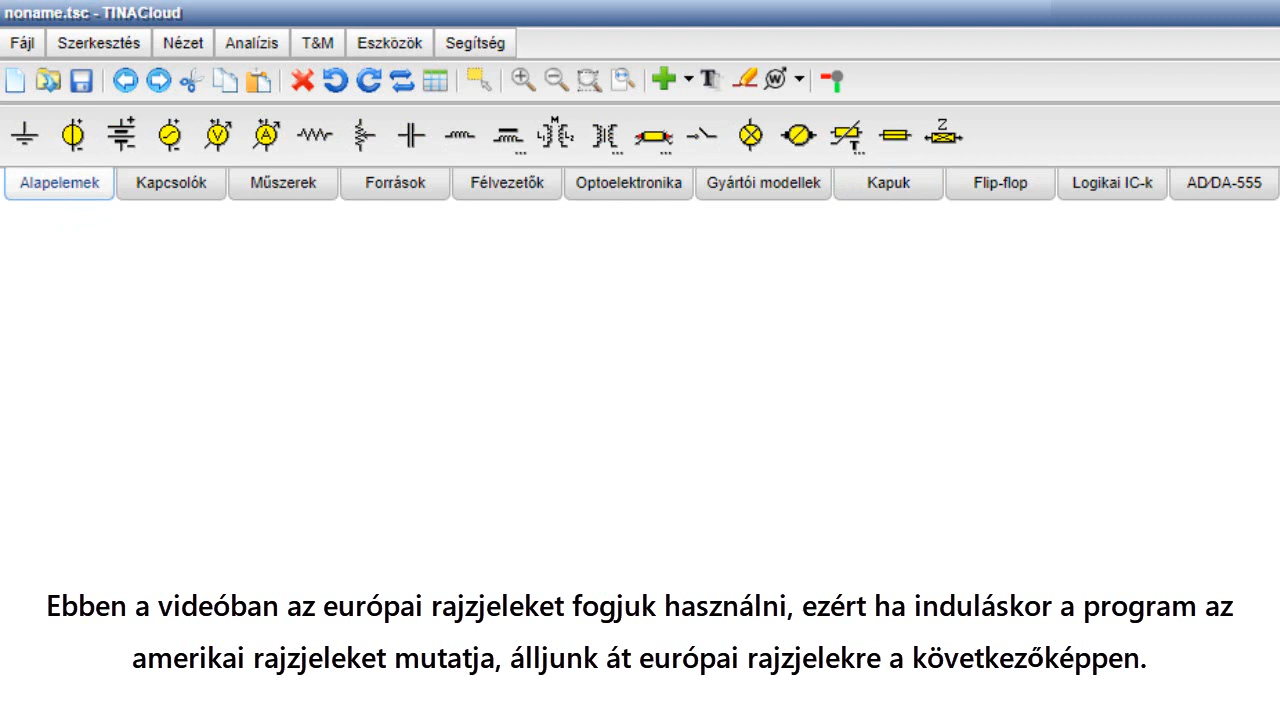 noname.tsc - TINACloud
Fájl Szerkesztés Nézet Analízis T&M Eszközök Segítség
Alapelemek Kapcsolók Műszerek Források Félvezetők Optoelektronika Gyártói modellek Kapuk Flip-flop Logikai IC-k AD/DA-555
Ebben a videóban az európai rajzjeleket fogjuk használni, ezért ha induláskor a program az
amerikai rajzjeleket mutatja, álljunk át európai rajzjelekre a következőképpen.